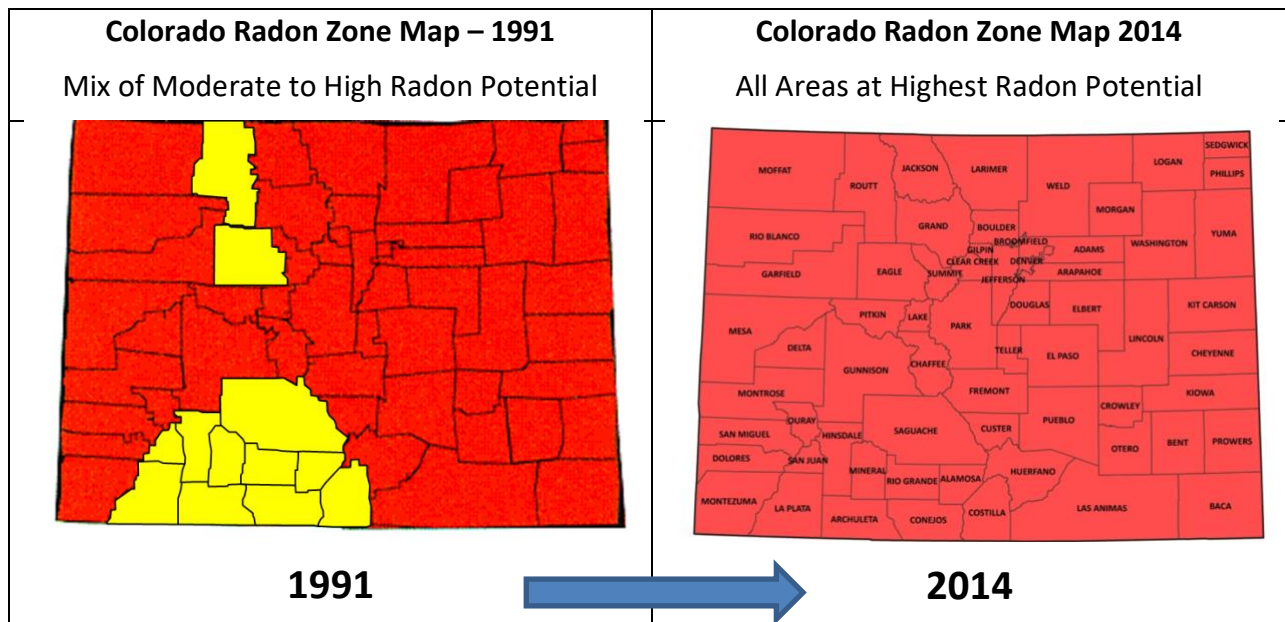 Colorado Radon Zone Map – 1991
Mix of Moderate to High Radon Potential
1991
Colorado Radon Zone Map 2014
All Areas at Highest Radon Potential
SEDGWICK
LOGAN
JACKSON
LARIMER
MOFFAT
PHILLIPS
ROUTT
WELD
MORGAN
GRAND
BOULDER
YUMA
RIO BLANCO
BROOMFIELD
WASHINGTON
GILPIN
ADAMS
CLEAR CREEK
DENVER
GARFIELD
EAGLE
SUMMIT
ARAPAHOE
JEFFERSON
DOUGLAS
ELBERT
KIT CARSON
PITKIN
LAKE
MESA
PARK
LINCOLN
DELTA
TELLER
EL PASO
CHEYENNE
GUNNISON
CHAFFEE
MONTROSE
FREMONT
KIOWA
CROWLEY
OURAY
PUEBLO
SAN MIGUEL
HINSDALE
SAGUACHE
CUSTER
OTERO
BENT
PROWERS
DOLORES
SAN JUAN
MINERAL
HUERFANO
RIO GRANDE
ALAMOSA
MONTEZUMA
LA PLATA
COSTILLA
LAS ANIMAS
BACA
ARCHULETA
CONEJOS
2014